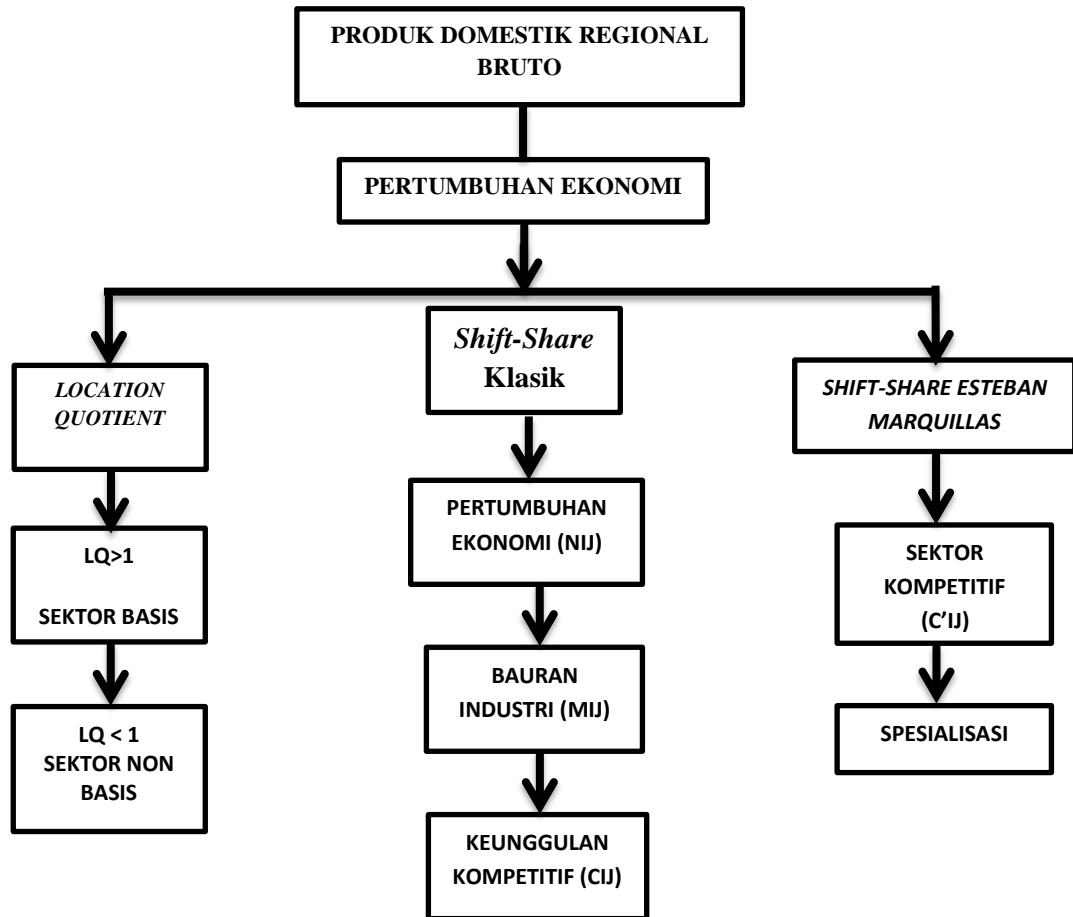 PRODUK DOMESTIK REGIONAL
BRUTO
PERTUMBUHAN EKONOMI
LOCATION
QUOTIENT
LQ>1
SEKTOR BASIS
LQ < 1
SEKTOR NON
BASIS
Shift-Share
Klasik
PERTUMBUHAN
EKONOMI (NIJ)
BAURAN
INDUSTRI (MIJ)
KEUNGGULAN
KOMPETITIF (CIJ)
SHIFT-SHARE ESTEBAN
MARQUILLAS
SEKTOR
KOMPETITIF
(C’IJ)
SPESIALISASI